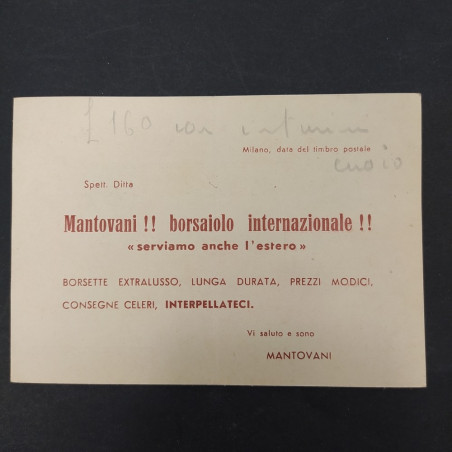 £ 160 con cinturini
Milano, data del timbro postale
cuoio
Spett. Ditta
Mantovani !! borsaiolo internazionale !!
« serviamo anche l'estero »
BORSETTE EXTRALUSSO, LUNGA DURATA, PREZZI MODICI,
CONSEGNE CELERI, INTERPELLATECI.
Vi saluto e sono
MANTOVANI